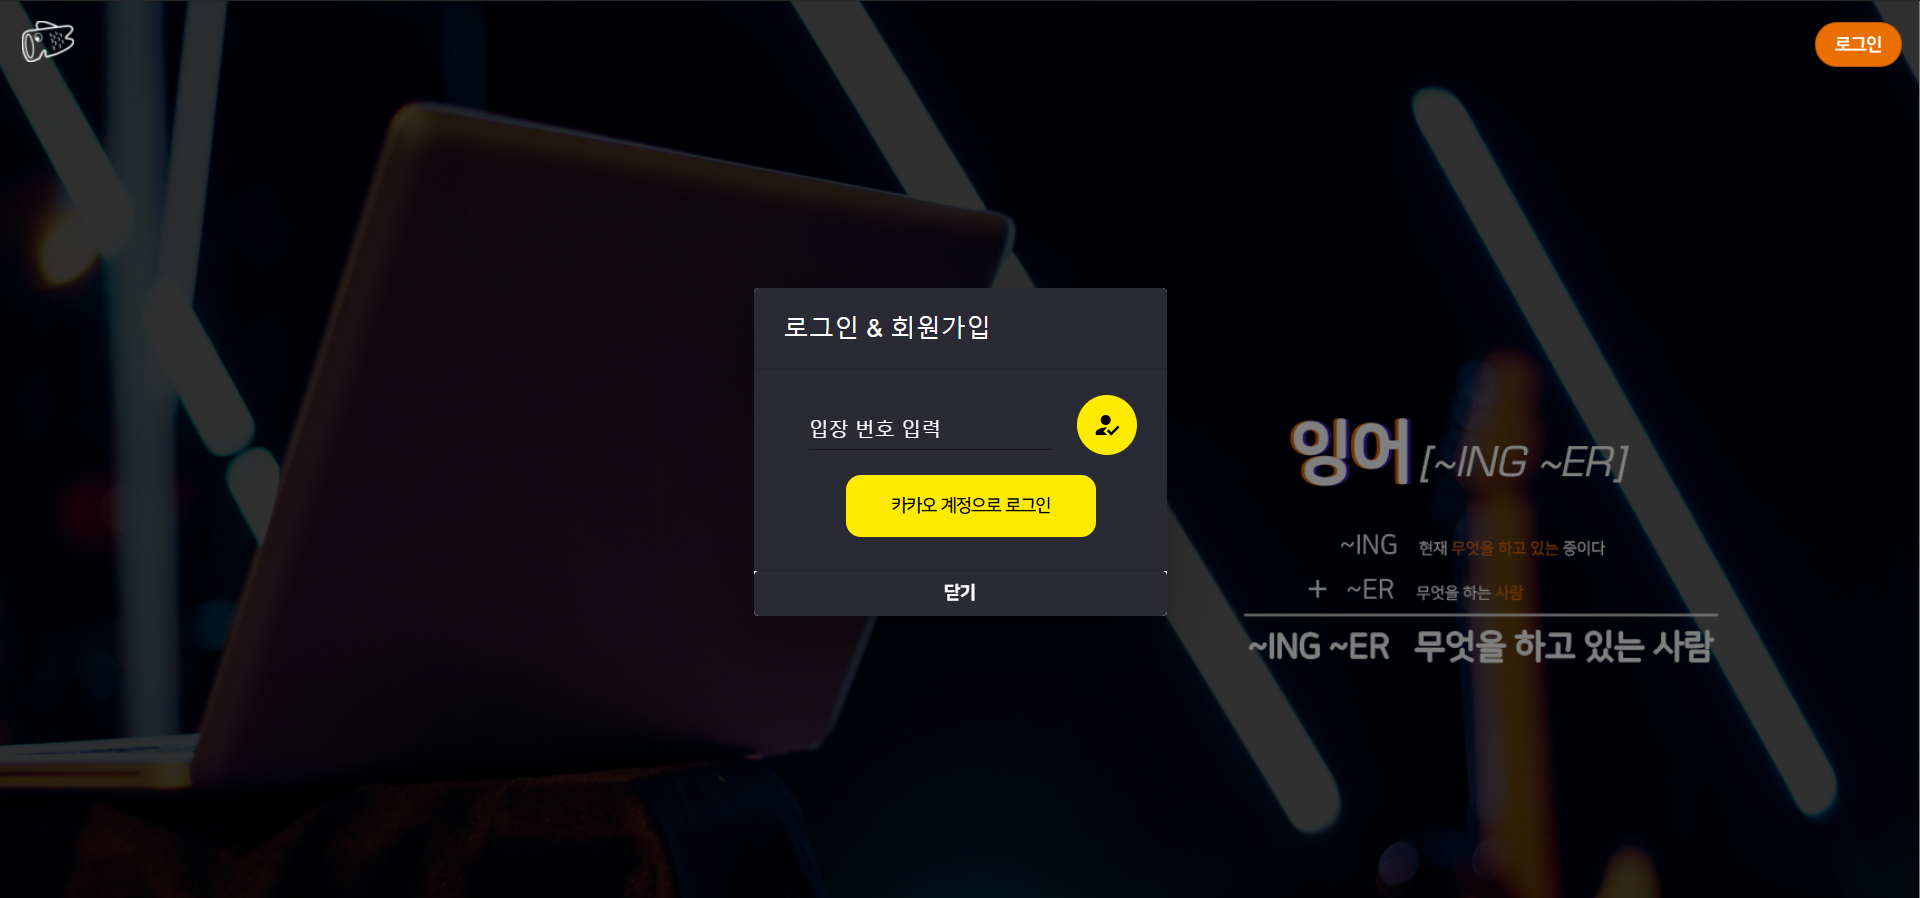 로그인
로그인 & 회원가입
입장 번호 입력
카카오 계정으로 로그인
닫기
잉어 [~ING ~ER]
~ING 현재 무엇을 하고 있는 중이다
+ ~ER 무엇을 하는 사람
~ING ~ER 무엇을 하고 있는 사람